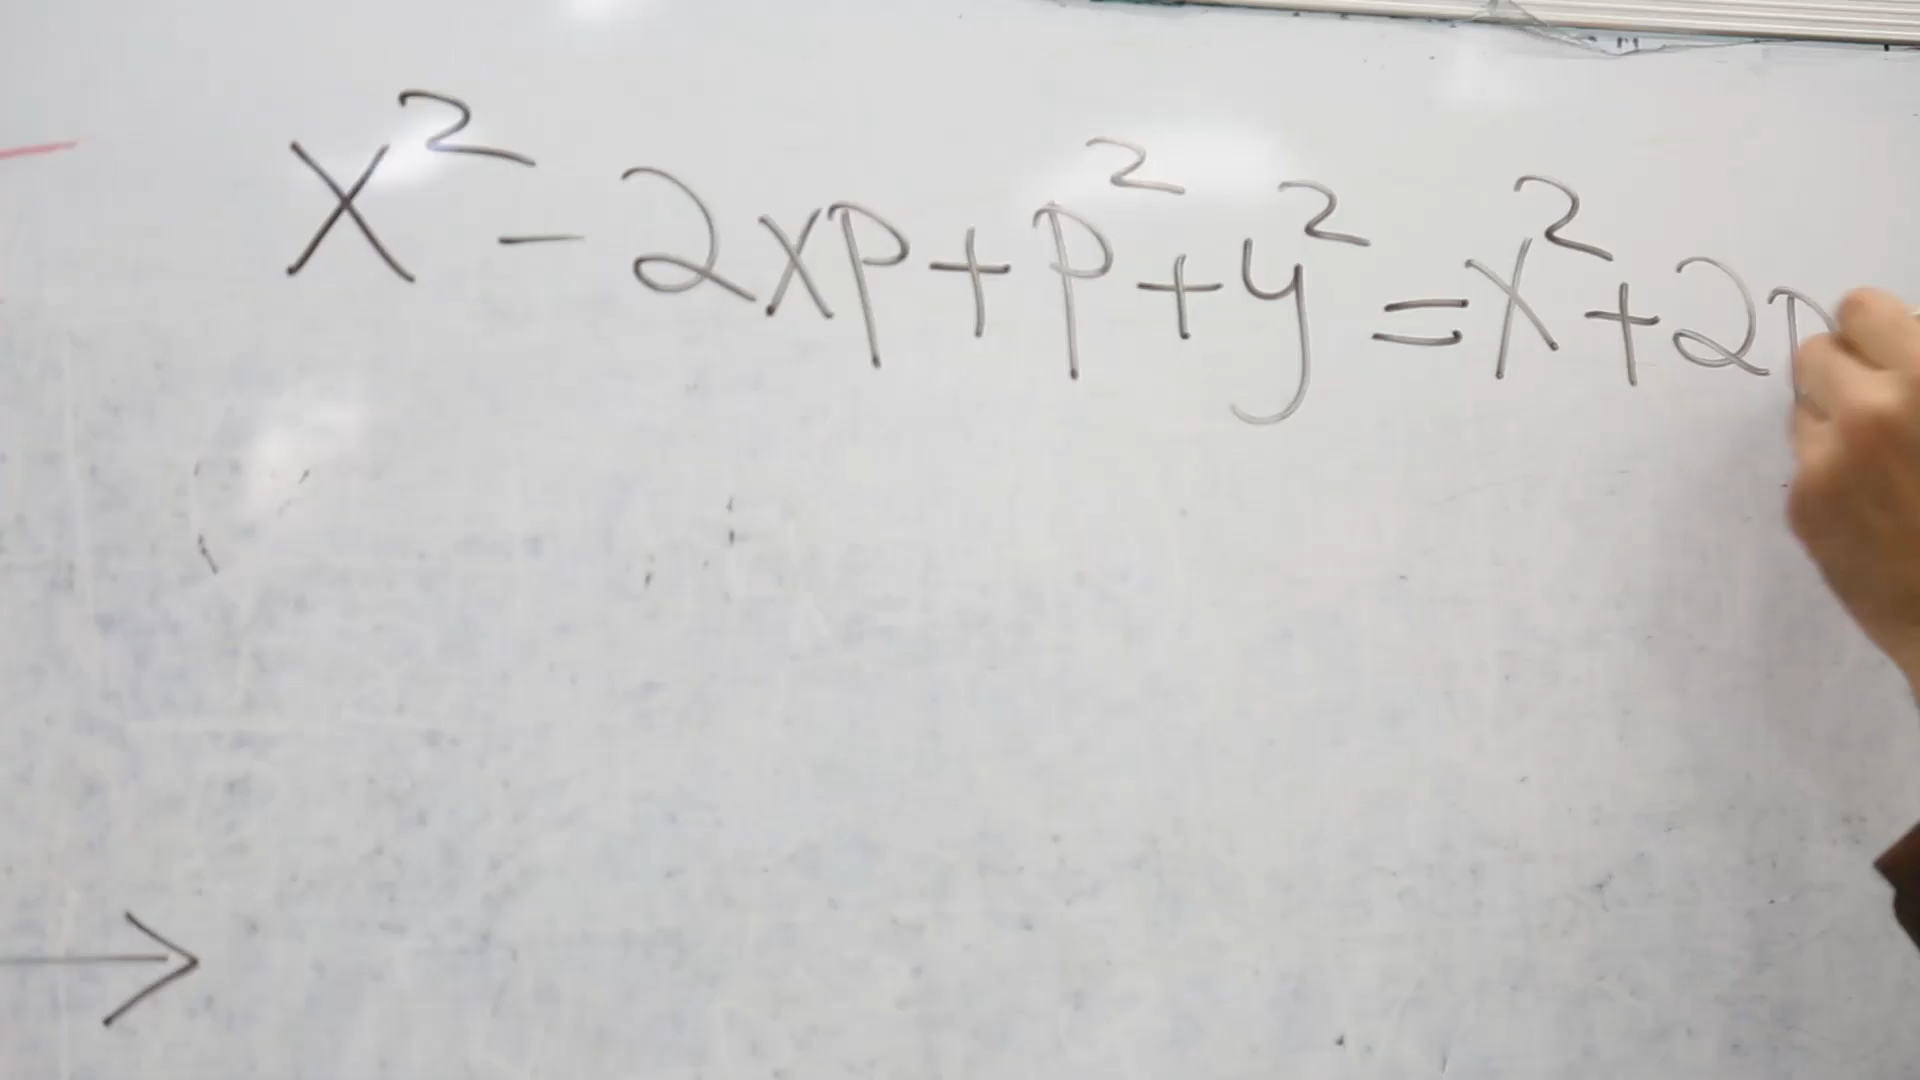 x² - 2xp + p² + y² = x² + 2p